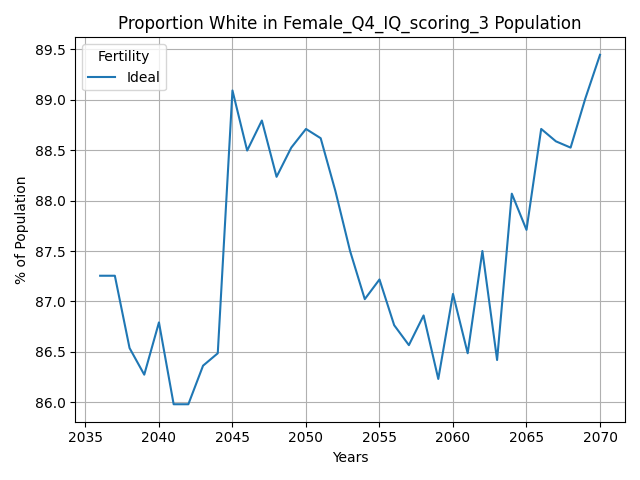 Proportion White in Female_Q4_IQ_scoring_3 Population
Fertility
Ideal
89.5
89.0
88.5
88.0
87.5
87.0
86.5
86.0
% of Population
2035 2040 2045 2050 2055 2060 2065 2070
Years